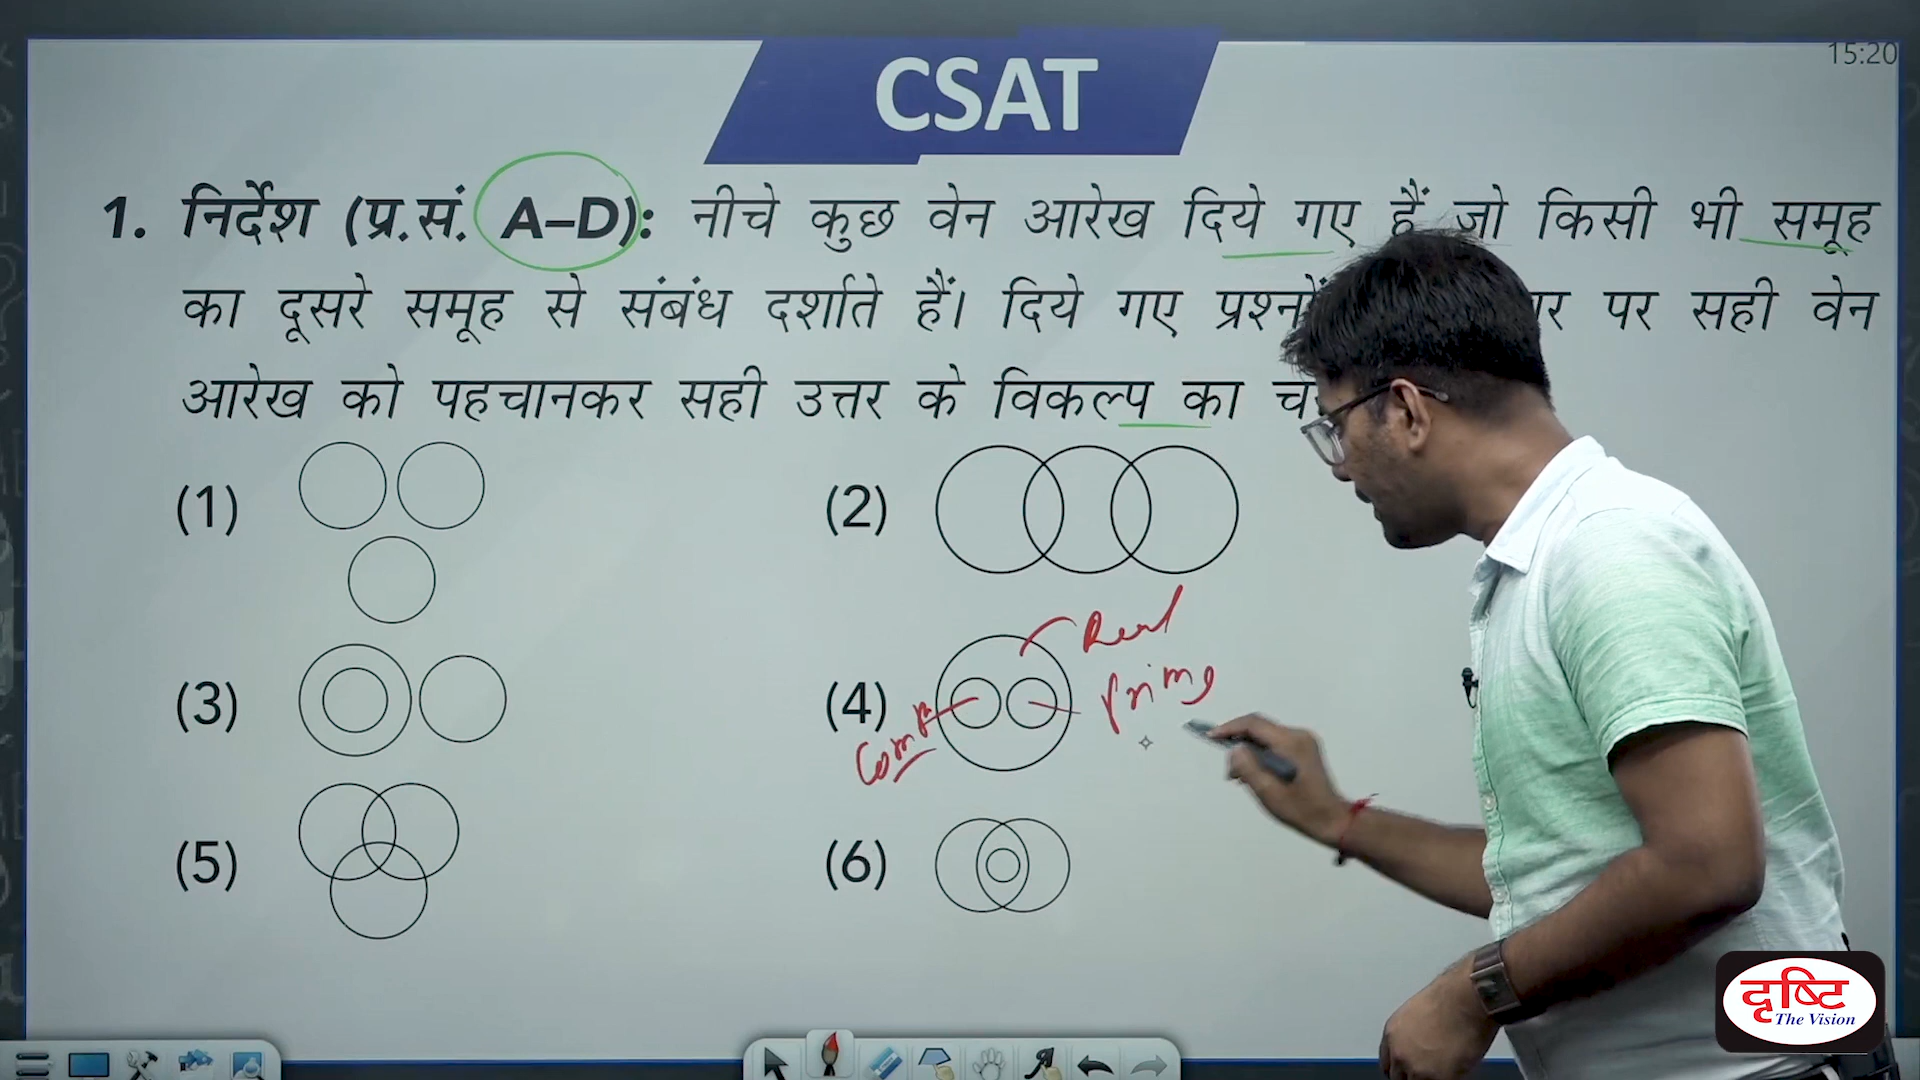 CSAT
15:20
1. निर्देश (प्र.सं. A–D): नीचे कुछ वेन आरेख दिये गए हैं जो किसी भी समूह
का दूसरे समूह से संबंध दर्शाते हैं। दिये गए प्रश्नों पर सही वेन
आरेख को पहचानकर सही उत्तर के विकल्प का
(1)
(2)
Real
(3)
(4)
Prime
Comp
(5)
(6)
दृष्टि
The Vision